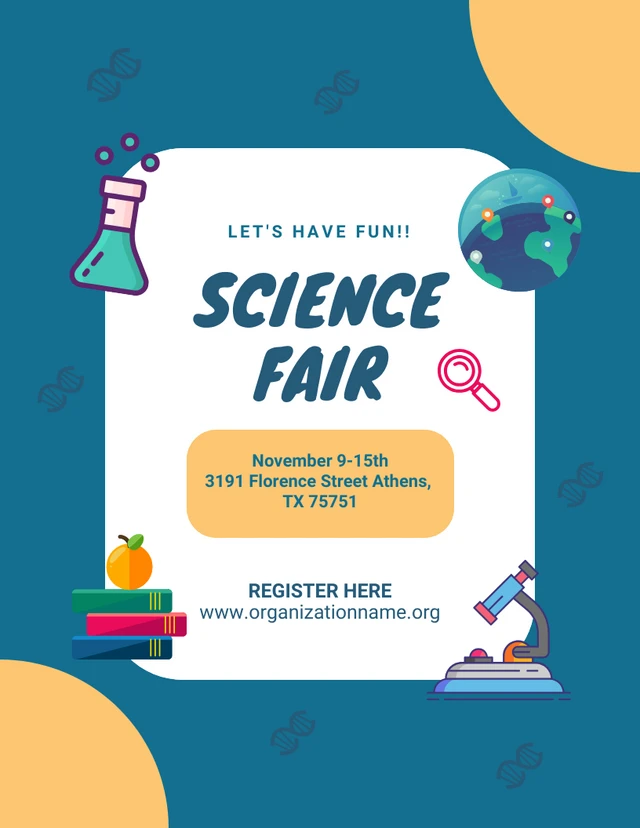 LET'S HAVE FUN!!
SCIENCE
FAIR
November 9-15th
3191 Florence Street Athens,
TX 75751
REGISTER HERE
www.organizationname.org